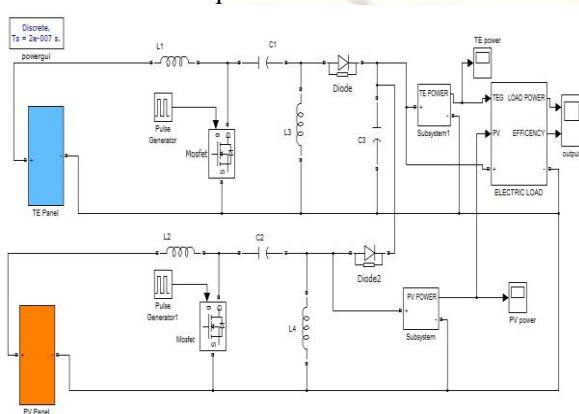 Discrete,
Ts = 2e-007 s.
powergui
L1
C1
Diode
TE power
Pulse
Generator
g
D
S
Mosfet
L3
C3
TE POWER
+
-
Subsystem1
TEG
LOAD POWER
PV
EFFICENCY
+
-
ELECTRIC LOAD
output
+
-
TE Panel
L2
C2
Diode2
Pulse
Generator1
g
D
S
Mosfet
L4
PV POWER
+
-
Subsystem
PV power
+
-
PV Panel